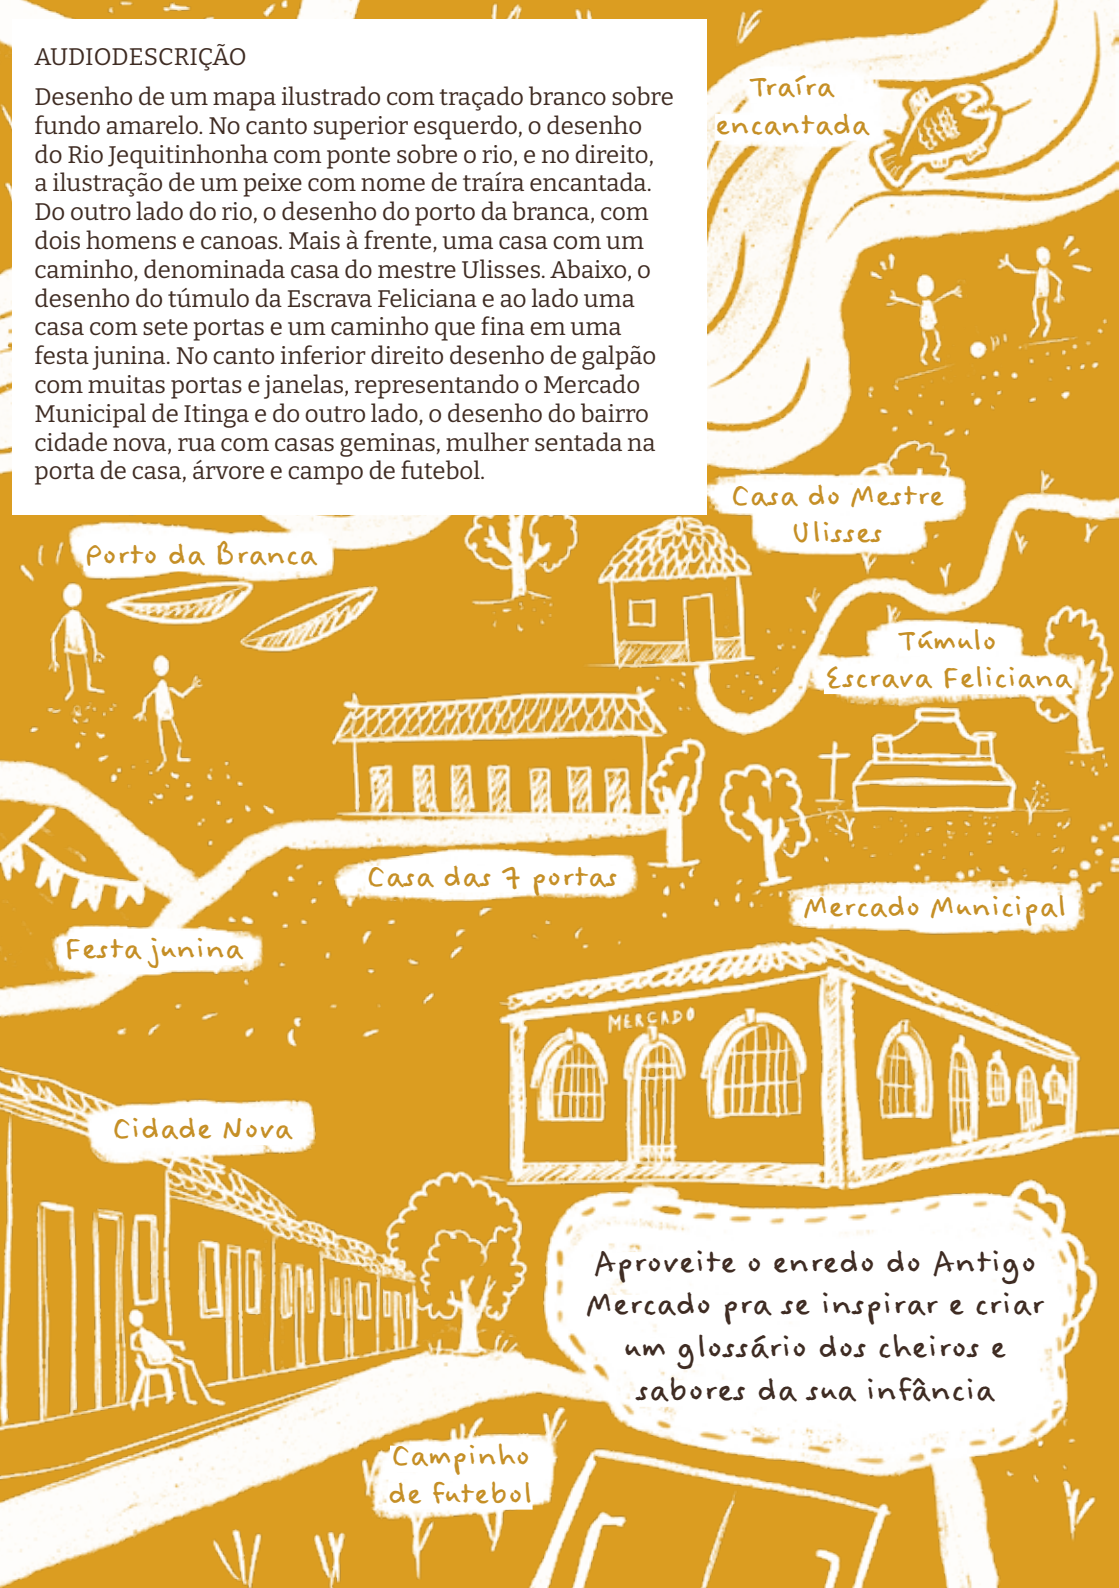 AUDIODESCRIÇÃO
Desenho de um mapa ilustrado com traçado branco sobre
fundo amarelo. No canto superior esquerdo, o desenho
do Rio Jequitinhonha com ponte sobre o rio, e no direito,
a ilustração de um peixe com nome de traíra encantada.
Do outro lado do rio, o desenho do porto da branca, com
dois homens e canoas. Mais à frente, uma casa com um
caminho, denominada casa do mestre Ulisses. Abaixo, o
desenho do túmulo da Escrava Feliciana e ao lado uma
casa com sete portas e um caminho que fina em uma
festa junina. No canto inferior direito desenho de galpão
com muitas portas e janelas, representando o Mercado
Municipal de Itinga e do outro lado, o desenho do bairro
cidade nova, rua com casas geminas, mulher sentada na
porta de casa, árvore e campo de futebol.
Traíra
encantada
Casa do Mestre
Ulisses
Porto da Branca
Túmulo
Escrava Feliciana
Casa das 7 portas
Mercado Municipal
Festa junina
MERCADO
Cidade Nova
Aproveite o enredo do Antigo
Mercado pra se inspirar e criar
um glossário dos cheiros e
sabores da sua infância
Campinho
de futebol